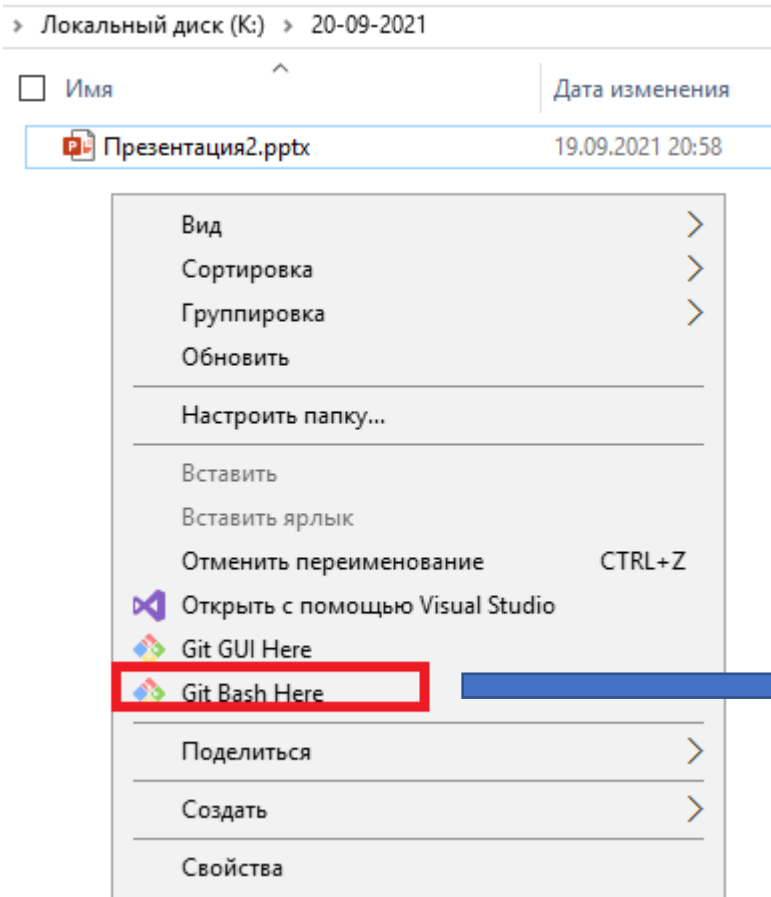 Локальный диск (K:) > 20-09-2021
Имя Дата изменения
Презентация2.pptx 19.09.2021 20:58
Вид
Сортировка
Группировка
Обновить
Настроить папку...
Вставить
Вставить ярлык
Отменить переименование CTRL+Z
Открыть с помощью Visual Studio
Git GUI Here
Git Bash Here
Поделиться
Создать
Свойства